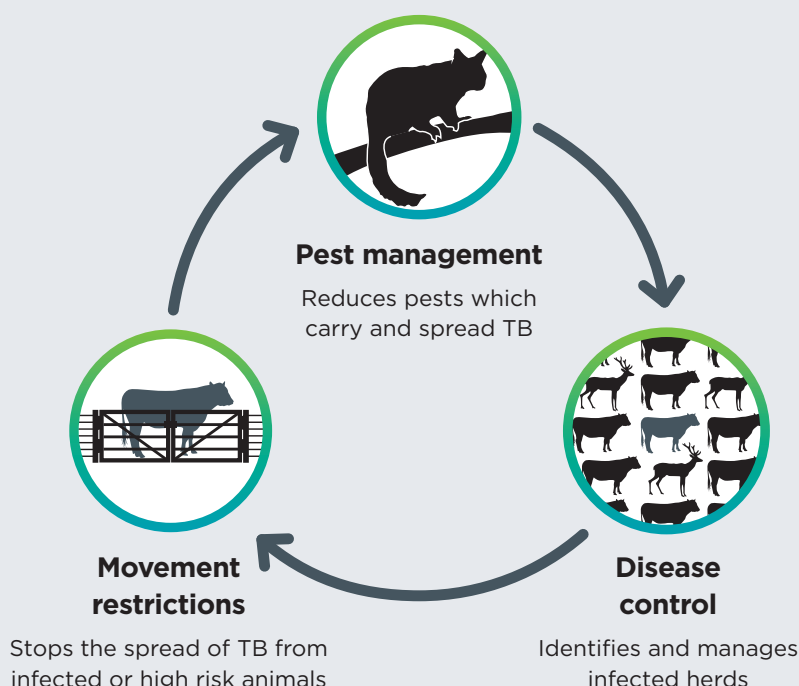 Pest management
Reduces pests which
carry and spread TB
Movement
restrictions
Stops the spread of TB from
infected or high risk animals
Disease
control
Identifies and manages
infected herds